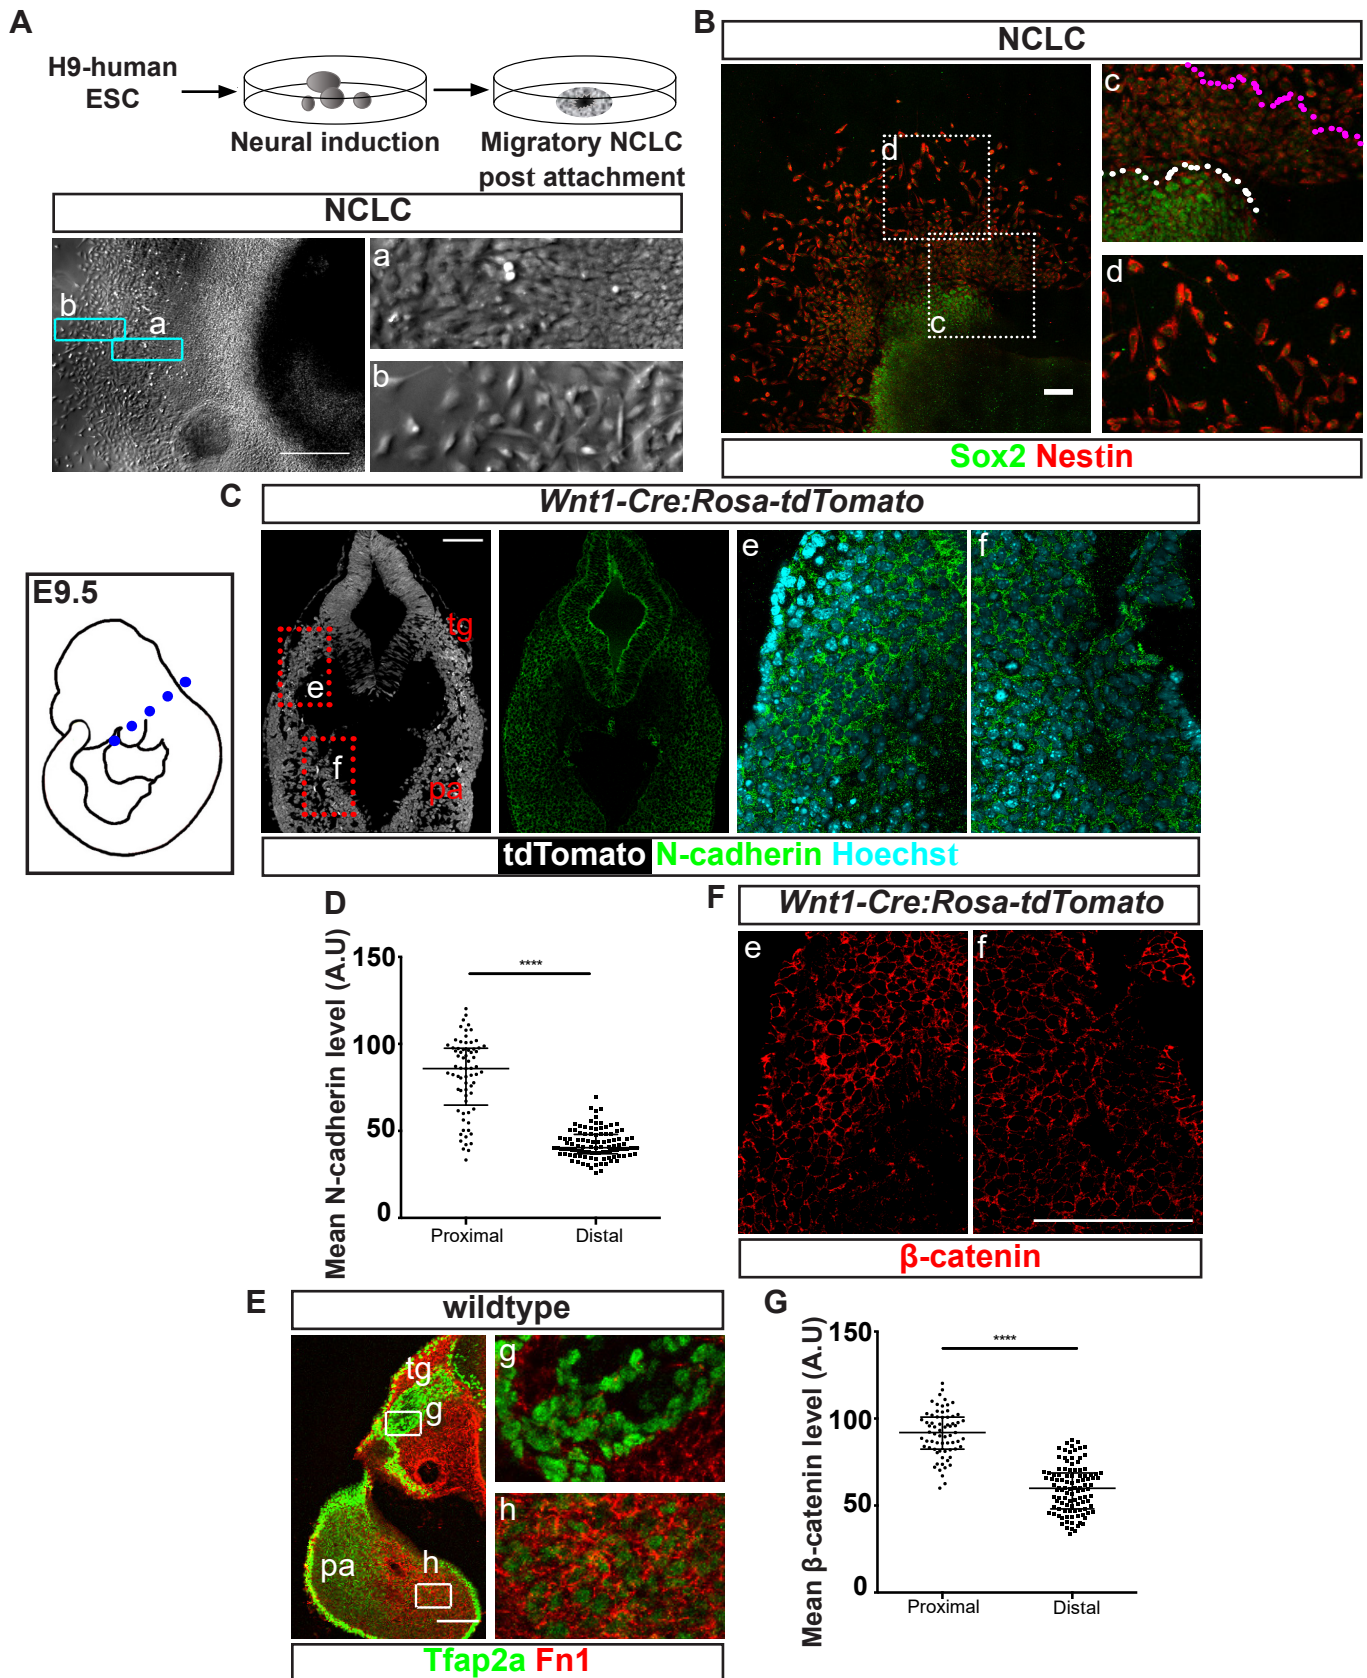 A
H9-human
ESC
Neural induction
Migratory NCLC
post attachment
NCLC
b
a
a
b
B
NCLC
d
c
c
d
Sox2 Nestin
C
Wnt1-Cre:Rosa-tdTomato
E9.5
tg
e
f
pa
e
f
tdTomato N-cadherin Hoechst
D
Mean N-cadherin level (A.U)
150
100
50
0
****
Proximal
Distal
F
Wnt1-Cre:Rosa-tdTomato
e
f
β-catenin
E
wildtype
tg
g
pa
h
g
h
Tfap2a Fn1
G
Mean β-catenin level (A.U)
150
100
50
0
****
Proximal
Distal